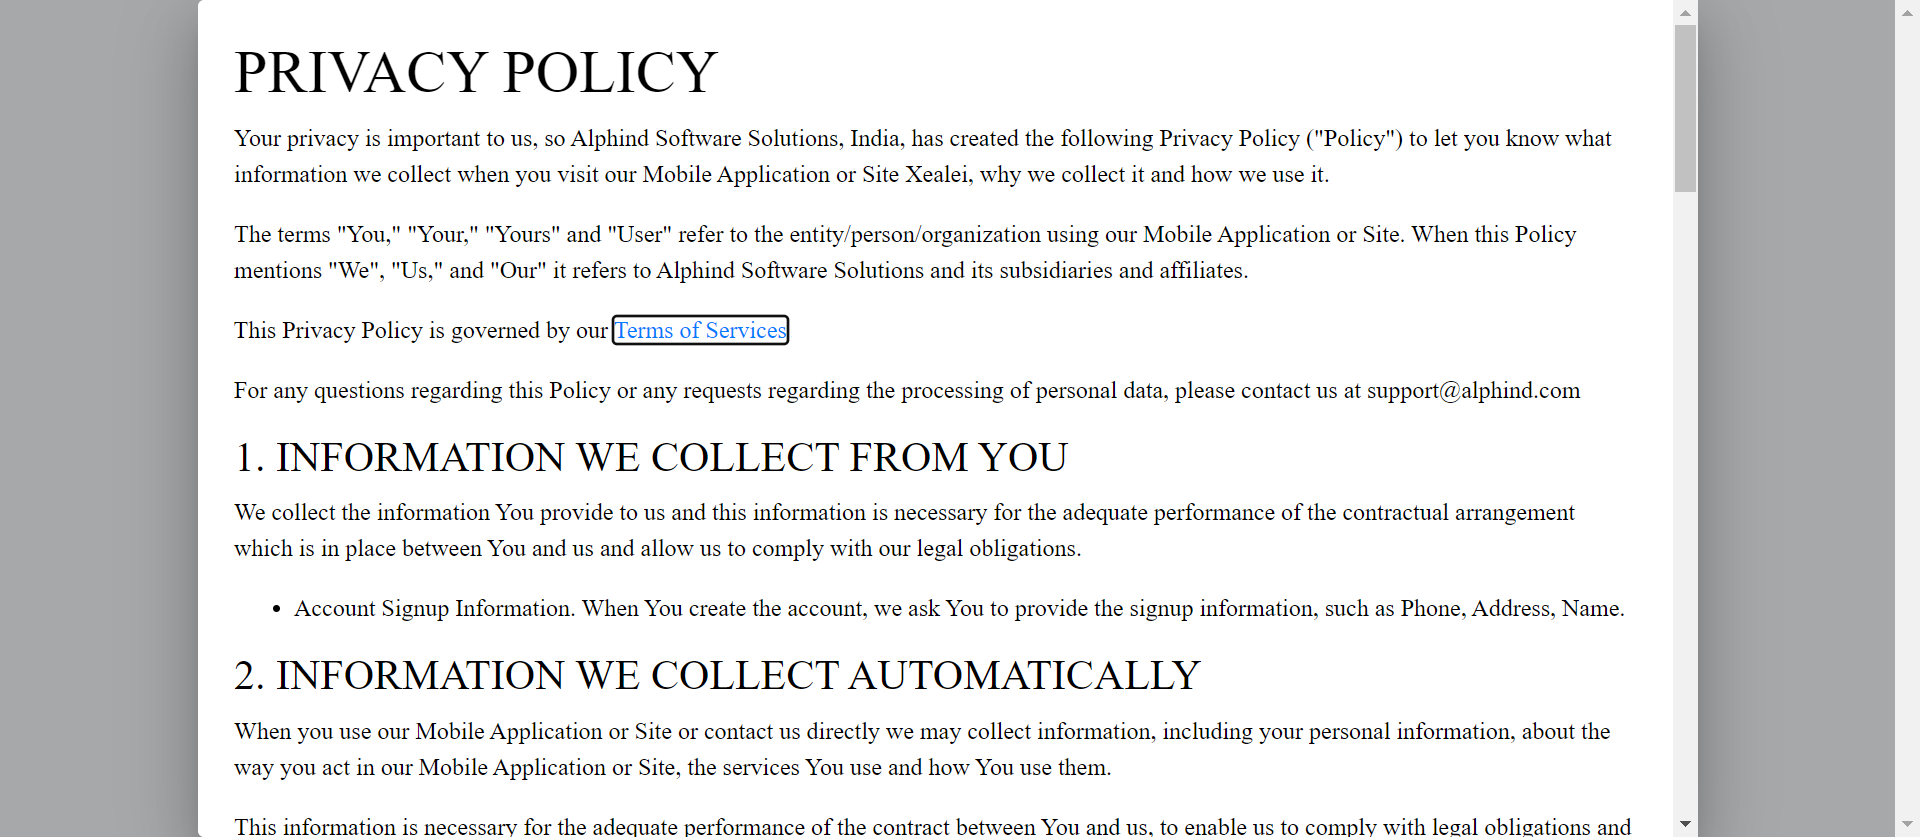 PRIVACY POLICY
Your privacy is important to us, so Alphind Software Solutions, India, has created the following Privacy Policy ("Policy") to let you know what
information we collect when you visit our Mobile Application or Site Xealei, why we collect it and how we use it.
The terms "You," "Your," "Yours" and "User" refer to the entity/person/organization using our Mobile Application or Site. When this Policy
mentions "We", "Us," and "Our" it refers to Alphind Software Solutions and its subsidiaries and affiliates.
This Privacy Policy is governed by our Terms of Services
For any questions regarding this Policy or any requests regarding the processing of personal data, please contact us at support@alphind.com
1. INFORMATION WE COLLECT FROM YOU
We collect the information You provide to us and this information is necessary for the adequate performance of the contractual arrangement
which is in place between You and us and allow us to comply with our legal obligations.
• Account Signup Information. When You create the account, we ask You to provide the signup information, such as Phone, Address, Name.
2. INFORMATION WE COLLECT AUTOMATICALLY
When you use our Mobile Application or Site or contact us directly we may collect information, including your personal information, about the
way you act in our Mobile Application or Site, the services You use and how You use them.
This information is necessary for the adequate performance of the contract between You and us, to enable us to comply with legal obligations and